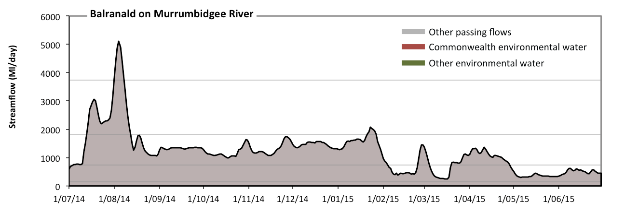 Balranald on Murrumbidgee River
6000
5000
4000
3000
2000
1000
0
Streamflow (Ml/day)
Other passing flows
Commonwealth environmental water
Other environmental water
1/07/14 1/08/14 1/09/14 1/10/14 1/11/14 1/12/14 1/01/15 1/02/15 1/03/15 1/04/15 1/05/15 1/06/15